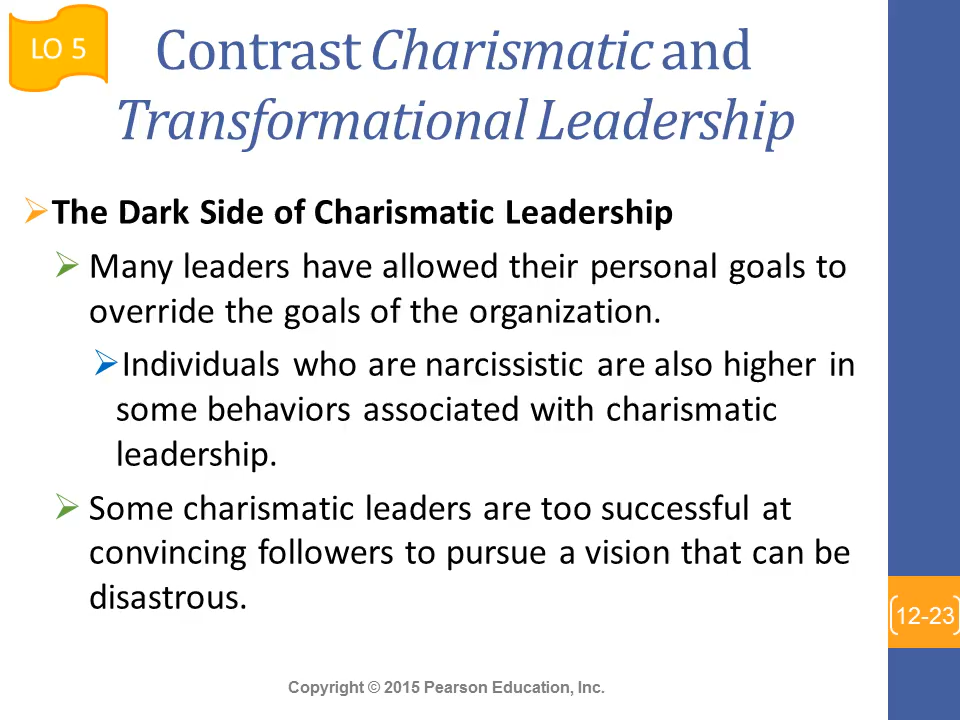 LO 5
Contrast Charismatic and
Transformational Leadership
The Dark Side of Charismatic Leadership
Many leaders have allowed their personal goals to
override the goals of the organization.
Individuals who are narcissistic are also higher in
some behaviors associated with charismatic
leadership.
Some charismatic leaders are too successful at
convincing followers to pursue a vision that can be
disastrous.
12-23
Copyright © 2015 Pearson Education, Inc.